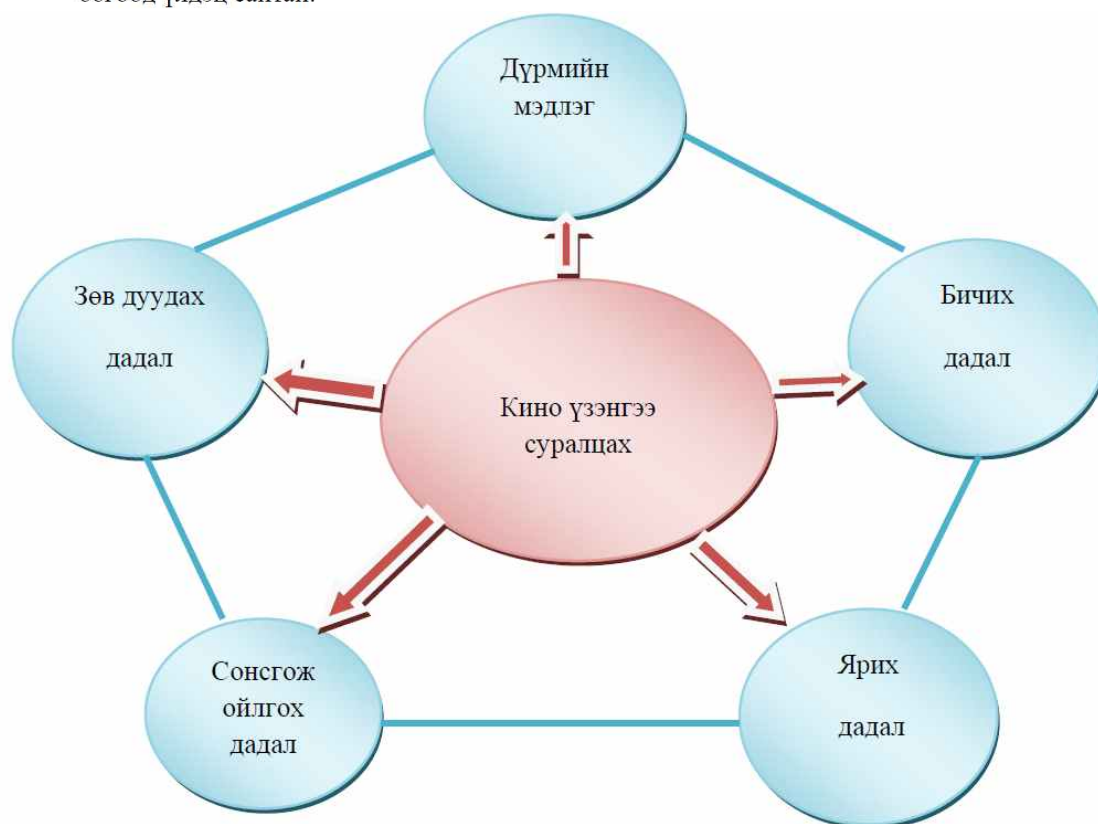 Дүрмийн
мэдлэг
Зөв дуудах
дадал
Бичих
дадал
Кино үзэнгээ
суралцах
Сонсгож
ойлгох
дадал
Ярих
дадал